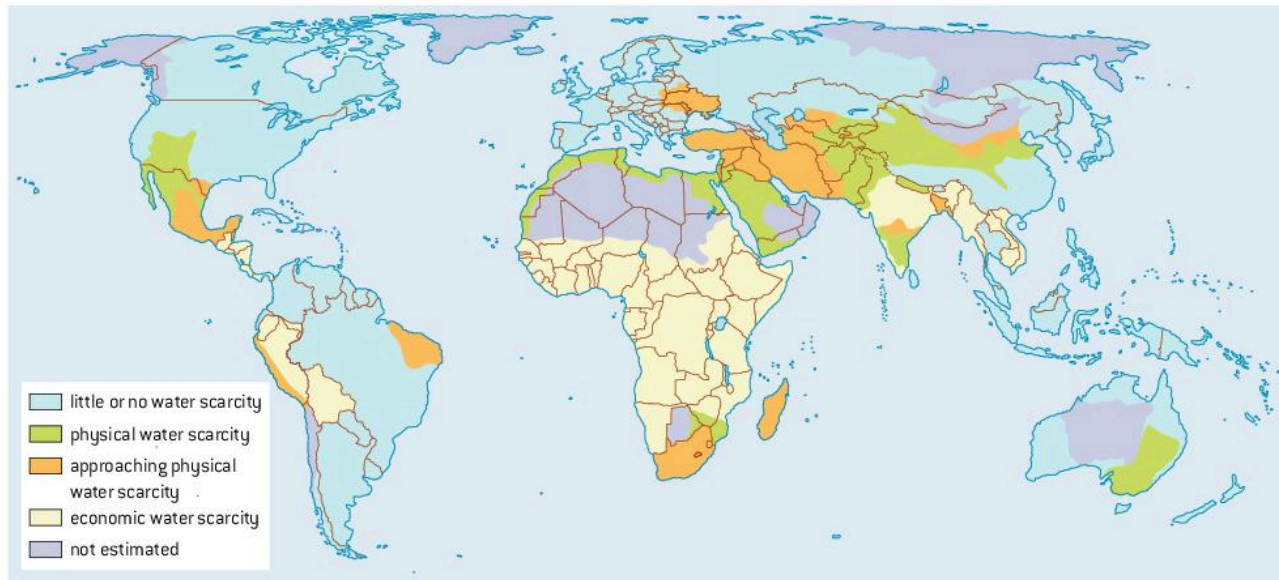 little or no water scarcity
physical water scarcity
approaching physical
water scarcity
economic water scarcity
not estimated